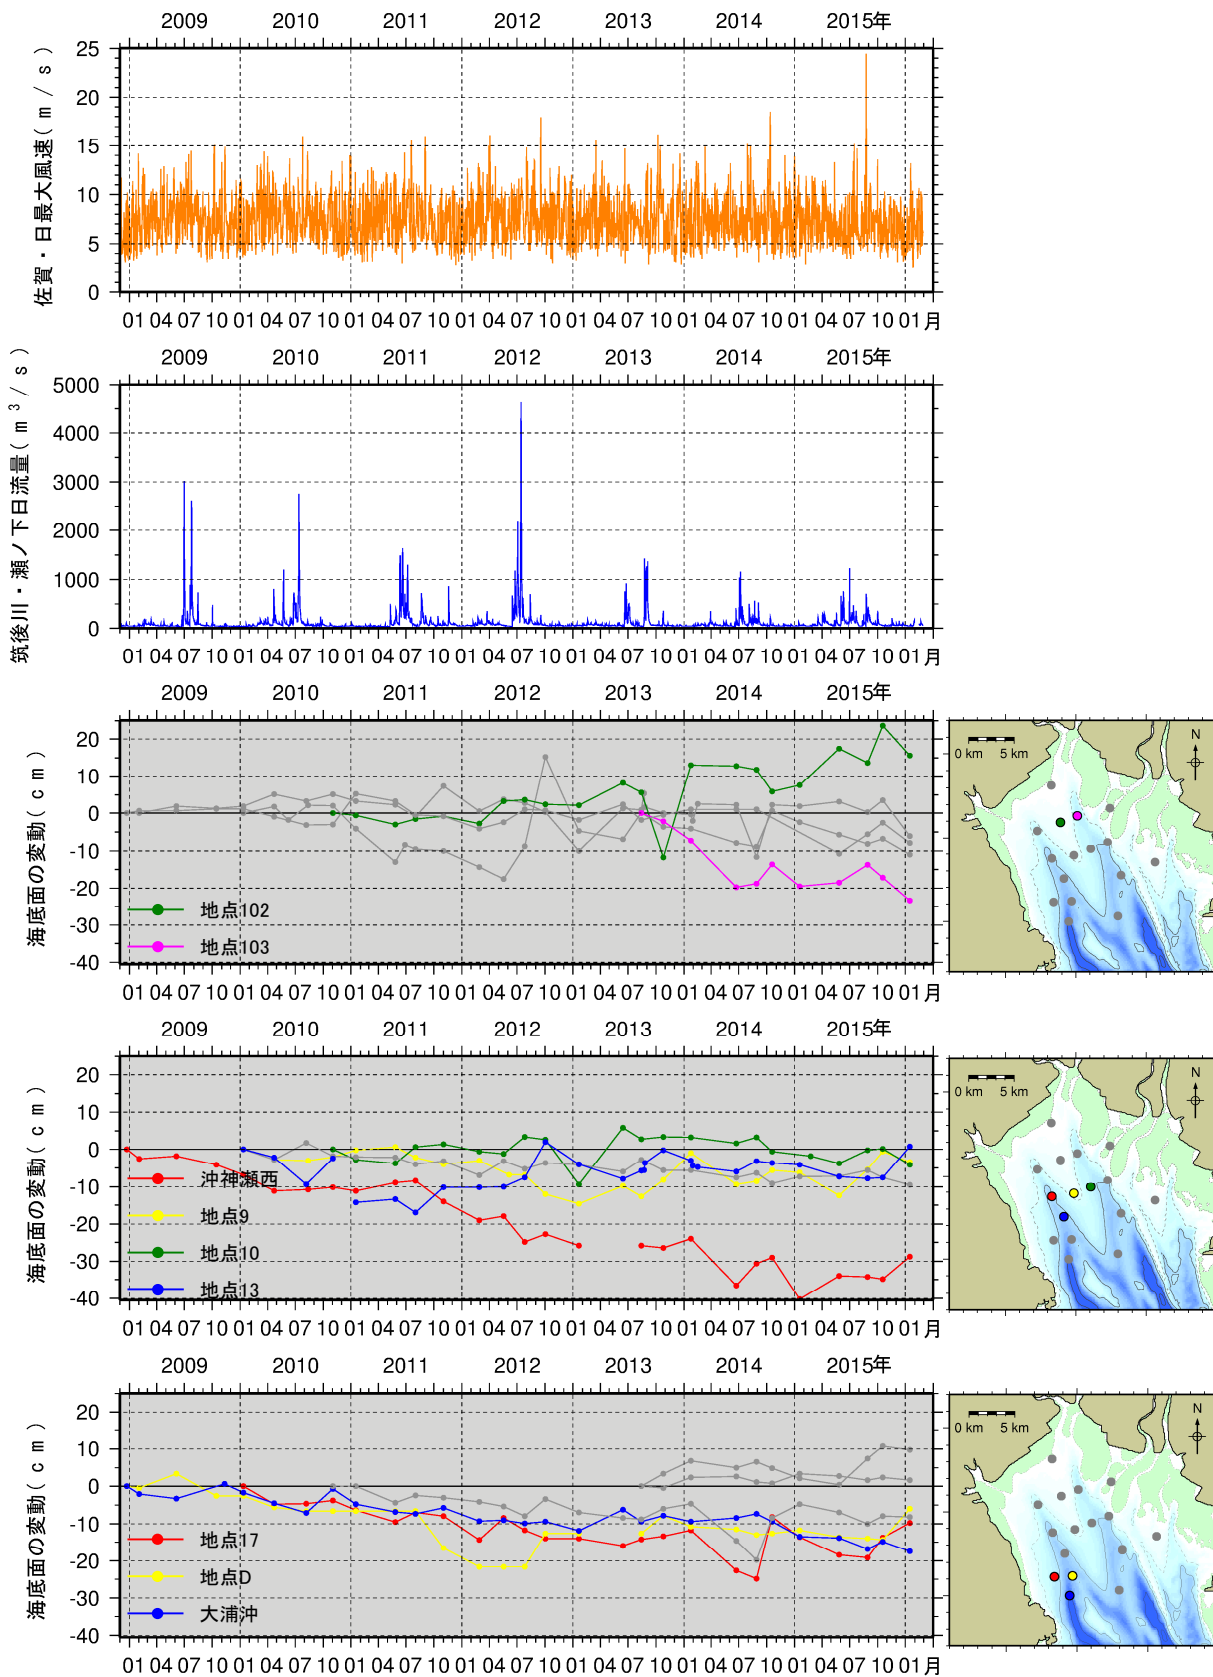 2009 2010 2011 2012 2013 2014 2015年
佐賀・日最大風速(m/s)
25
20
15
10
5
0
01 04 07 10 01 04 07 10 01 04 07 10 01 04 07 10 01 04 07 10 01 04 07 10 01 04 07 10 01 月
2009 2010 2011 2012 2013 2014 2015年
筑後川・瀬ノ下日流量(m³/s)
5000
4000
3000
2000
1000
0
01 04 07 10 01 04 07 10 01 04 07 10 01 04 07 10 01 04 07 10 01 04 07 10 01 04 07 10 01 月
2009 2010 2011 2012 2013 2014 2015年
海底面の変動(cm)
20
10
0
-10
-20
-30
-40
地点102
地点103
01 04 07 10 01 04 07 10 01 04 07 10 01 04 07 10 01 04 07 10 01 04 07 10 01 04 07 10 01 月
N
0 km 5 km
2009 2010 2011 2012 2013 2014 2015年
海底面の変動(cm)
20
10
0
-10
-20
-30
-40
沖神瀬西
地点9
地点10
地点13
01 04 07 10 01 04 07 10 01 04 07 10 01 04 07 10 01 04 07 10 01 04 07 10 01 04 07 10 01 月
N
0 km 5 km
2009 2010 2011 2012 2013 2014 2015年
海底面の変動(cm)
20
10
0
-10
-20
-30
-40
地点17
地点D
大浦沖
01 04 07 10 01 04 07 10 01 04 07 10 01 04 07 10 01 04 07 10 01 04 07 10 01 04 07 10 01 月
N
0 km 5 km